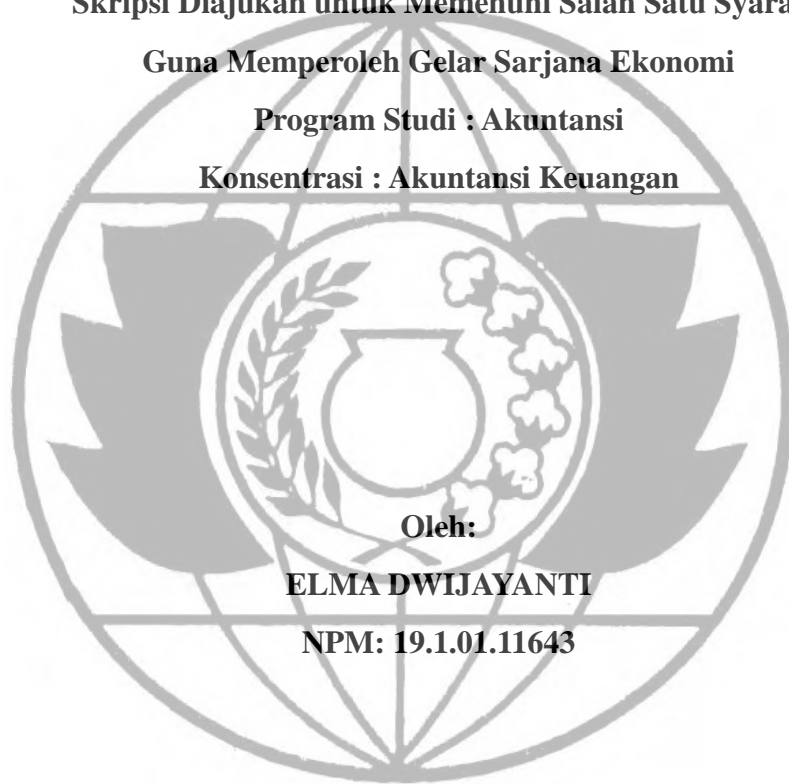 Skripsi Diajukan untuk Memenuhi Salah Satu Syara
Guna Memperoleh Gelar Sarjana Ekonomi
Program Studi : Akuntansi
Konsentrasi : Akuntansi Keuangan
Oleh:
ELMA DWIJAYANTI
NPM: 19.1.01.11643